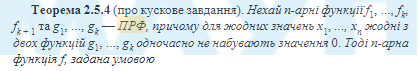 Теорема 2.5.4 (про кускове завдання). Нехай n-арні функції f₁, ..., fₖ,
fₖ₊₁ та g₁, ..., gₖ — ПРФ, причому для жодних значень x₁, ..., xₙ жодні з
двох функцій g₁, ..., gₖ одночасно не набувають значення 0. Тоді n-арна
функція f, задана умовою